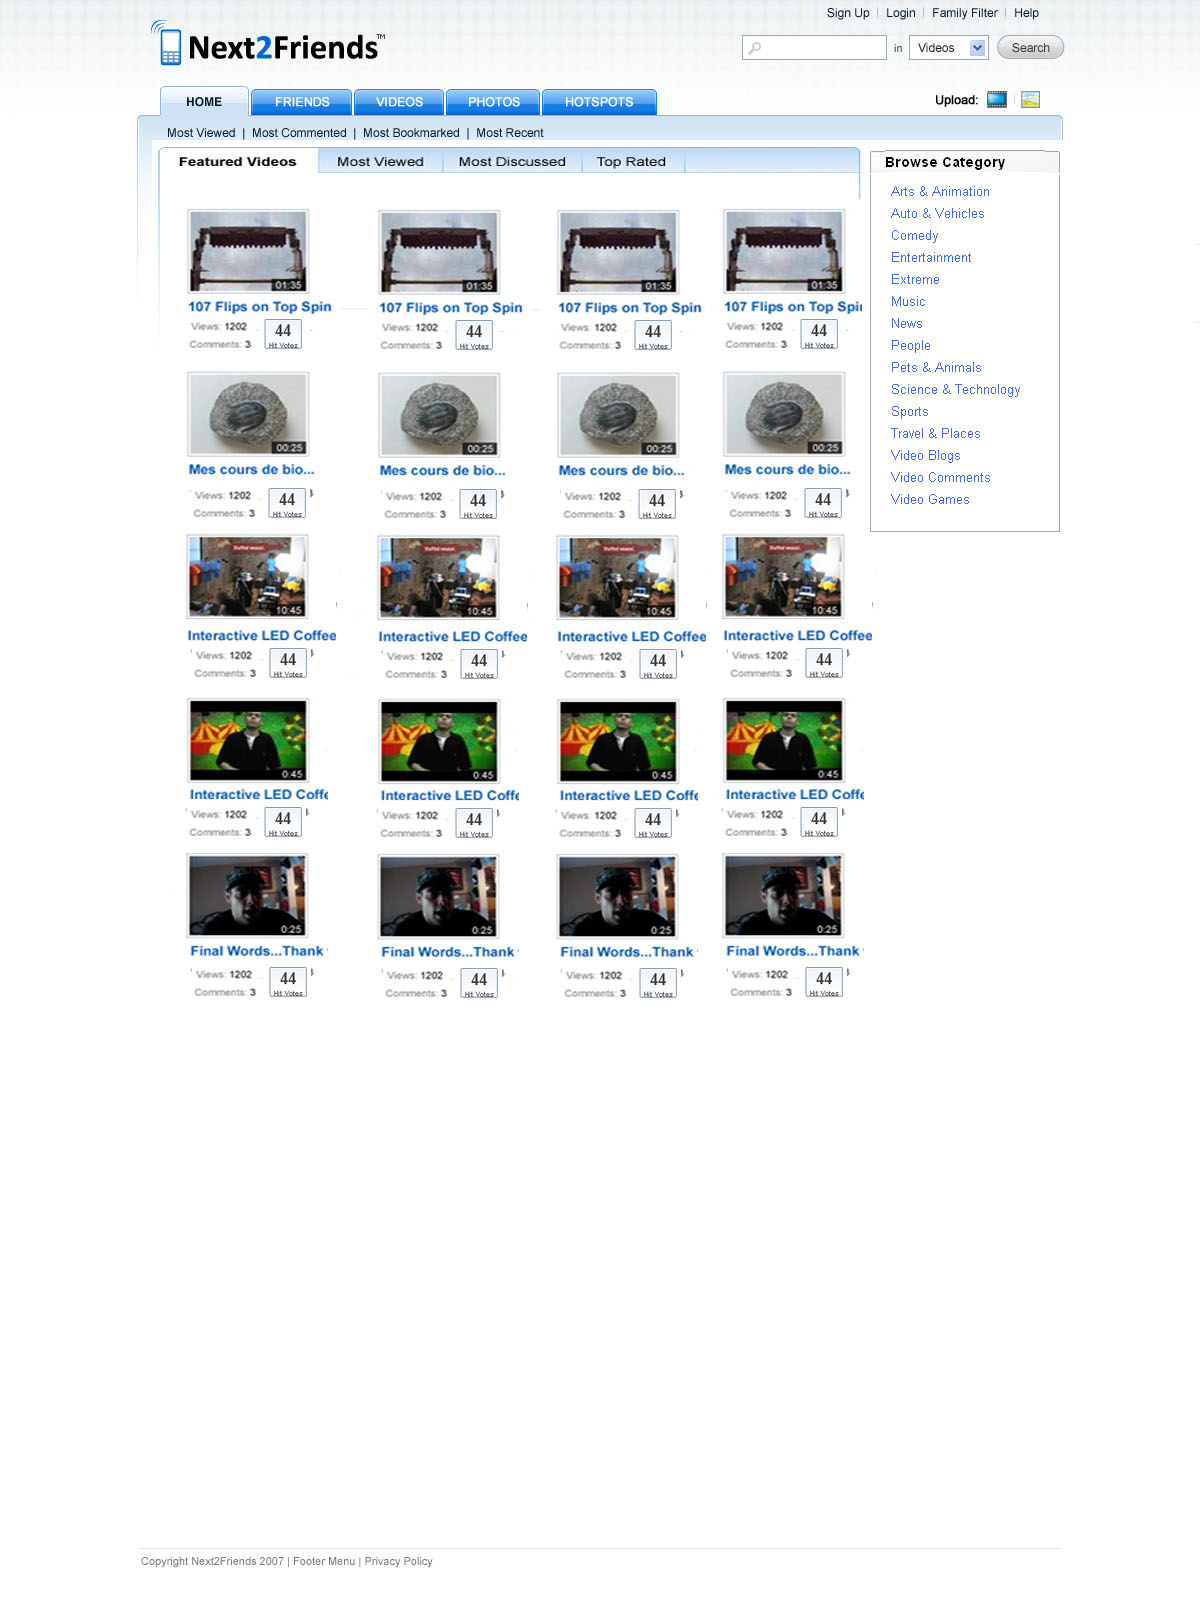 Sign Up | Login | Family Filter | Help
Next2Friends™
in Videos Search
HOME FRIENDS VIDEOS PHOTOS HOTSPOTS Upload:
Most Viewed | Most Commented | Most Bookmarked | Most Recent
Featured Videos Most Viewed Most Discussed Top Rated
Browse Category
Arts & Animation
Auto & Vehicles
Comedy
Entertainment
Extreme
Music
News
People
Pets & Animals
Science & Technology
Sports
Travel & Places
Video Blogs
Video Comments
Video Games
01:35 01:35 01:35 01:35
107 Flips on Top Spin 107 Flips on Top Spin 107 Flips on Top Spin 107 Flips on Top Spin
Views: 1202 44 Views: 1202 44 Views: 1202 44 Views: 1202 44
Comments: 3 Hit Votes Comments: 3 Hit Votes Comments: 3 Hit Votes Comments: 3 Hit Votes
00:25 00:25 00:25 00:25
Mes cours de bio... Mes cours de bio... Mes cours de bio... Mes cours de bio...
Views: 1202 44 Views: 1202 44 Views: 1202 44 Views: 1202 44
Comments: 3 Hit Votes Comments: 3 Hit Votes Comments: 3 Hit Votes Comments: 3 Hit Votes
Stuffed weasel. Stuffed weasel. Stuffed weasel. Stuffed weasel.
10:45 10:45 10:45 10:45
Interactive LED Coffee Interactive LED Coffee Interactive LED Coffee Interactive LED Coffee
Views: 1202 44 Views: 1202 44 Views: 1202 44 Views: 1202 44
Comments: 3 Hit Votes Comments: 3 Hit Votes Comments: 3 Hit Votes Comments: 3 Hit Votes
0:45 0:45 0:45 0:45
Interactive LED Coffe Interactive LED Coffe Interactive LED Coffe Interactive LED Coffe
Views: 1202 44 Views: 1202 44 Views: 1202 44 Views: 1202 44
Comments: 3 Hit Votes Comments: 3 Hit Votes Comments: 3 Hit Votes Comments: 3 Hit Votes
0:25 0:25 0:25 0:25
Final Words...Thank Final Words...Thank Final Words...Thank Final Words...Thank
Views: 1202 44 Views: 1202 44 Views: 1202 44 Views: 1202 44
Comments: 3 Hit Votes Comments: 3 Hit Votes Comments: 3 Hit Votes Comments: 3 Hit Votes
Copyright Next2Friends 2007 | Footer Menu | Privacy Policy